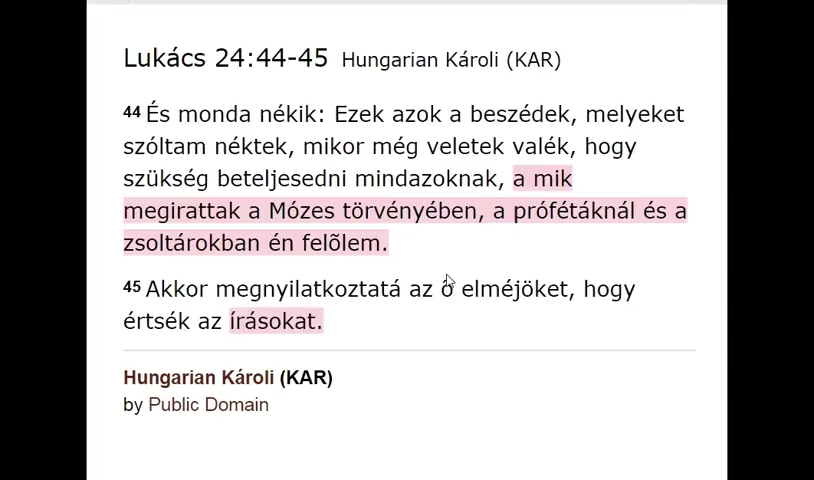 Lukács 24:44-45 Hungarian Károli (KAR)
44 És monda nékik: Ezek azok a beszédek, melyeket
szóltam néktek, mikor még veletek valék, hogy
szükség beteljesedni mindazoknak, a mik
megirattak a Mózes törvényében, a prófétáknál és a
zsoltárokban én felõlem.
45 Akkor megnyilatkoztatá az õ elméjöket, hogy
értsék az írásokat.
Hungarian Károli (KAR)
by Public Domain